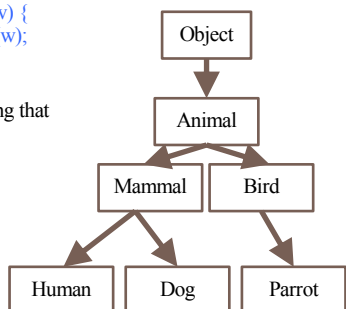 w) {
w);
ng that
Object
Animal
Mammal Bird
Human Dog Parrot